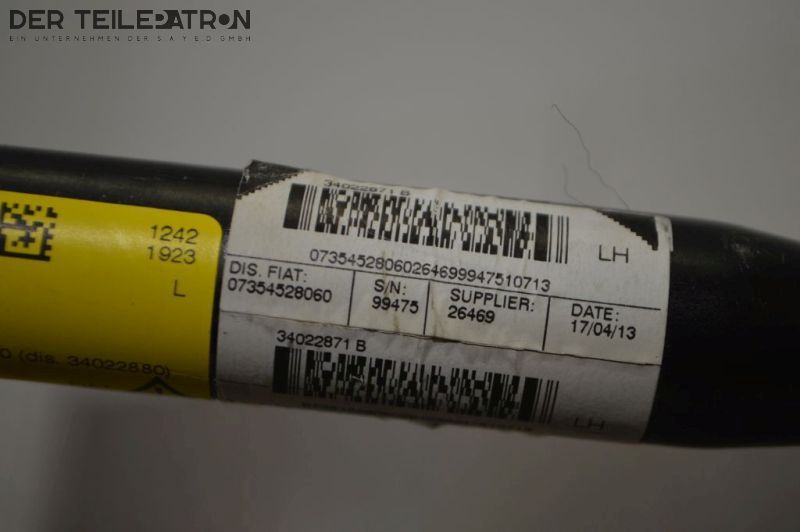 DER TEILEPATRON
EIN UNTERNEHMEN DER S A Y E D GMBH
1242
1923
L
0 (dis. 34022880)
34022871 B
LH
07354528060264699947510713
DIS. FIAT:
07354528060
S/N:
99475
SUPPLIER:
26469
DATE:
17/04/13
34022871 B
LH